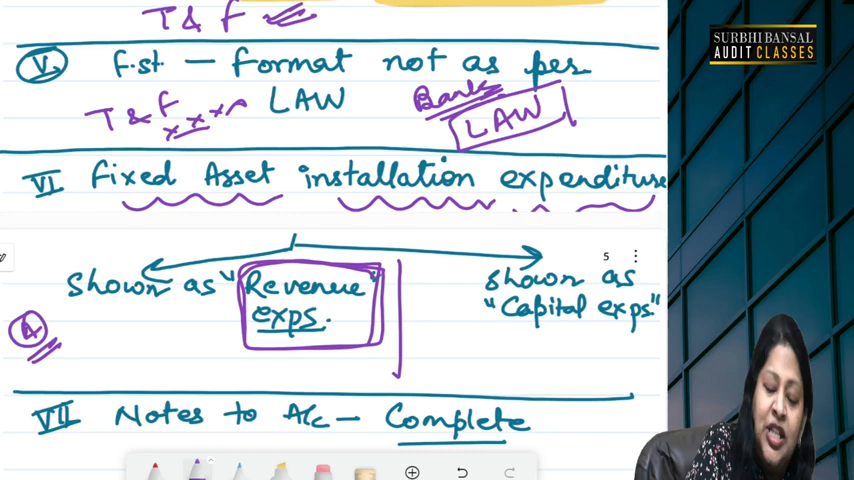 T & F
SURBHI BANSAL
AUDIT CLASSES
V f.st — format not as per
LAW
T & F xxx
Bank
LAW
VI fixed Asset installation expenditure
5
shown as "Revenue"
exps.
shown as
"Capital exps"
A
VII Notes to A/c — Complete